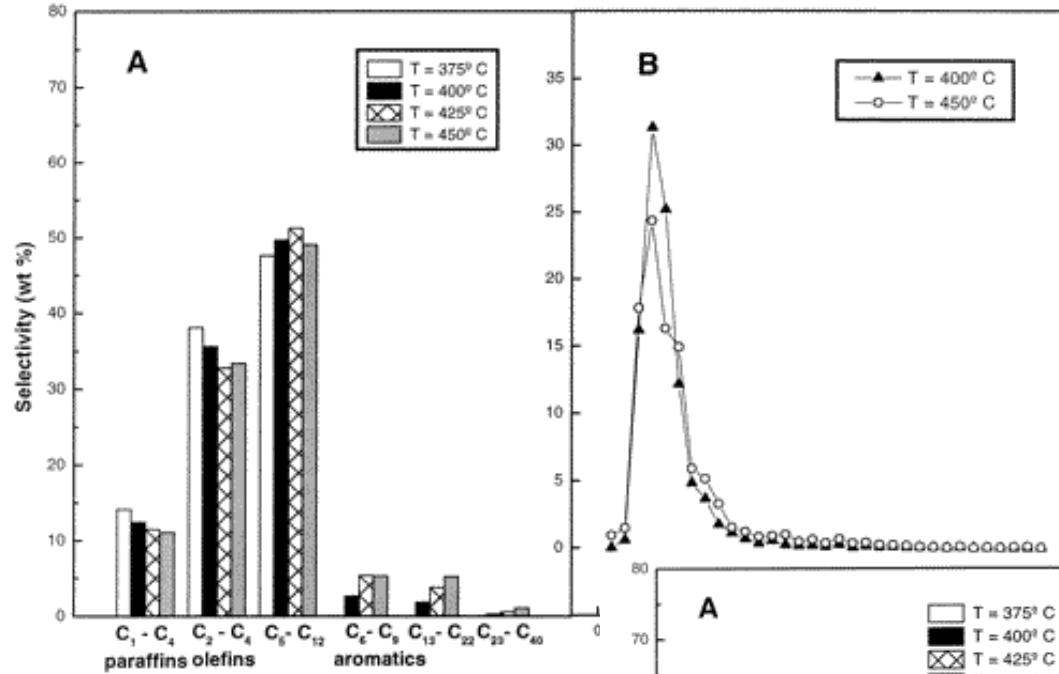 80
70
60
50
40
30
20
10
0
Selectivity (wt %)
A
T = 375º C
T = 400º C
T = 425º C
T = 450º C
C₁ - C₄ C₂ - C₄ C₅- C₁₂ C₆- C₉ C₁₃- C₂₂ C₂₃- C₄₀
paraffins olefins aromatics
B
T = 400º C
T = 450º C
35
30
25
20
15
10
5
0
80
70
A
T = 375º C
T = 400º C
T = 425º C